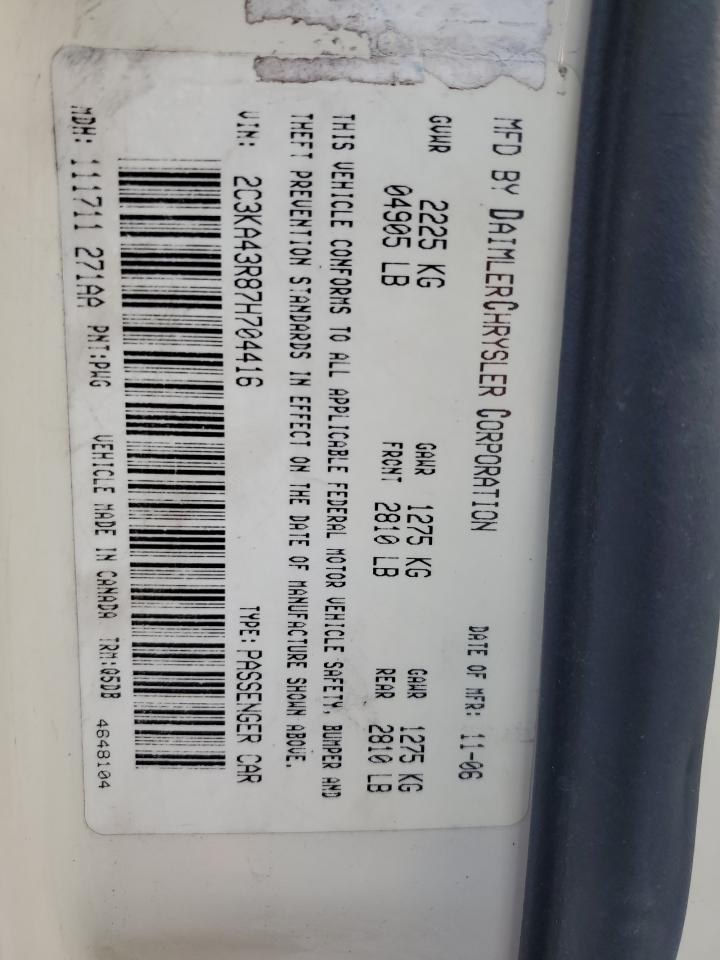 MFD BY DAIMLERCHRYSLER CORPORATION DATE OF MFR: 11-06
GVWR 2225 KG GAWR 1275 KG GAWR 1275 KG
04905 LB FRONT 2810 LB REAR 2810 LB
THIS VEHICLE CONFORMS TO ALL APPLICABLE FEDERAL MOTOR VEHICLE SAFETY, BUMPER AND
THEFT PREVENTION STANDARDS IN EFFECT ON THE DATE OF MANUFACTURE SHOWN ABOVE.
VIN: 2C3KA43R87H704416 TYPE: PASSENGER CAR
MDH: 111711 271AA PNT:PWG VEHICLE MADE IN CANADA TRM:Q5DB 4648104